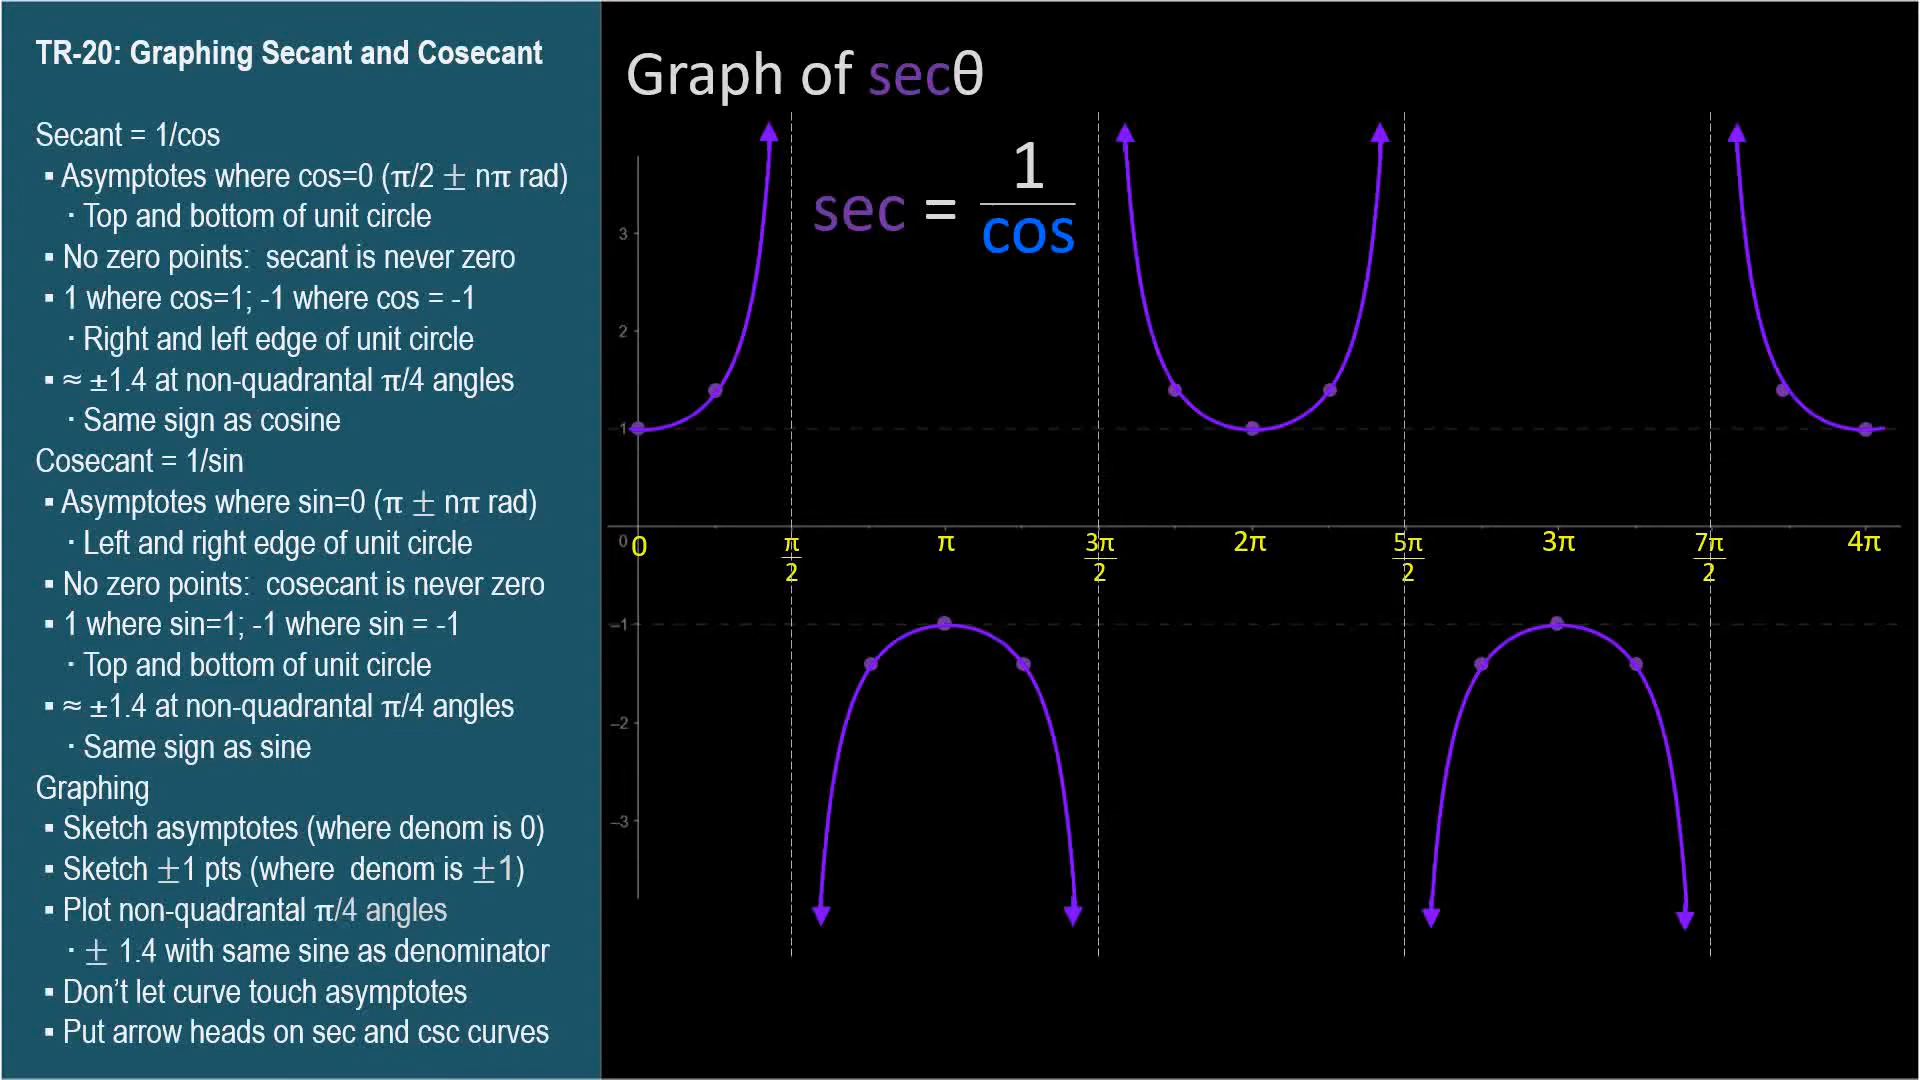 TR-20: Graphing Secant and Cosecant
Secant = 1/cos
▪ Asymptotes where cos=0 (π/2 ± nπ rad)
· Top and bottom of unit circle
▪ No zero points:  secant is never zero
▪ 1 where cos=1; -1 where cos = -1
· Right and left edge of unit circle
▪ ≈ ±1.4 at non-quadrantal π/4 angles
· Same sign as cosine
Cosecant = 1/sin
▪ Asymptotes where sin=0 (π ± nπ rad)
· Left and right edge of unit circle
▪ No zero points:  cosecant is never zero
▪ 1 where sin=1; -1 where sin = -1
· Top and bottom of unit circle
▪ ≈ ±1.4 at non-quadrantal π/4 angles
· Same sign as sine
Graphing
▪ Sketch asymptotes (where denom is 0)
▪ Sketch ±1 pts (where  denom is ±1)
▪ Plot non-quadrantal π/4 angles
· ± 1.4 with same sine as denominator
▪ Don't let curve touch asymptotes
▪ Put arrow heads on sec and csc curves
Graph of secθ
sec = 1/cos
3
2
1
0
0 π/2 π 3π/2 2π 5π/2 3π 7π/2 4π
−1
−2
−3